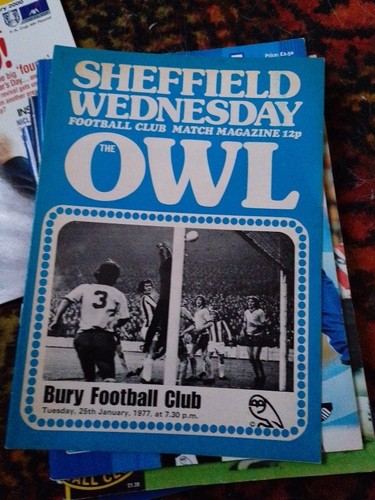 SHEFFIELD
WEDNESDAY
FOOTBALL CLUB MATCH MAGAZINE 12p
THE
OWL
3
Bury Football Club
Tuesday, 25th January, 1977, at 7.30 p.m.